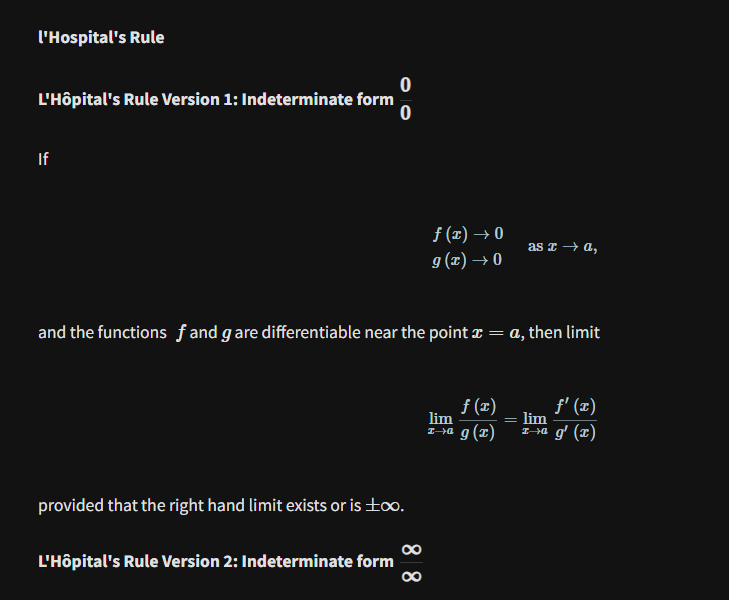 l'Hospital's Rule
L'Hôpital's Rule Version 1: Indeterminate form 0/0
If
f (x) → 0
g (x) → 0 as x → a,
and the functions f and g are differentiable near the point x = a, then limit
lim x→a f (x)/g (x) = lim x→a f′ (x)/g′ (x)
provided that the right hand limit exists or is ±∞.
L'Hôpital's Rule Version 2: Indeterminate form ∞/∞